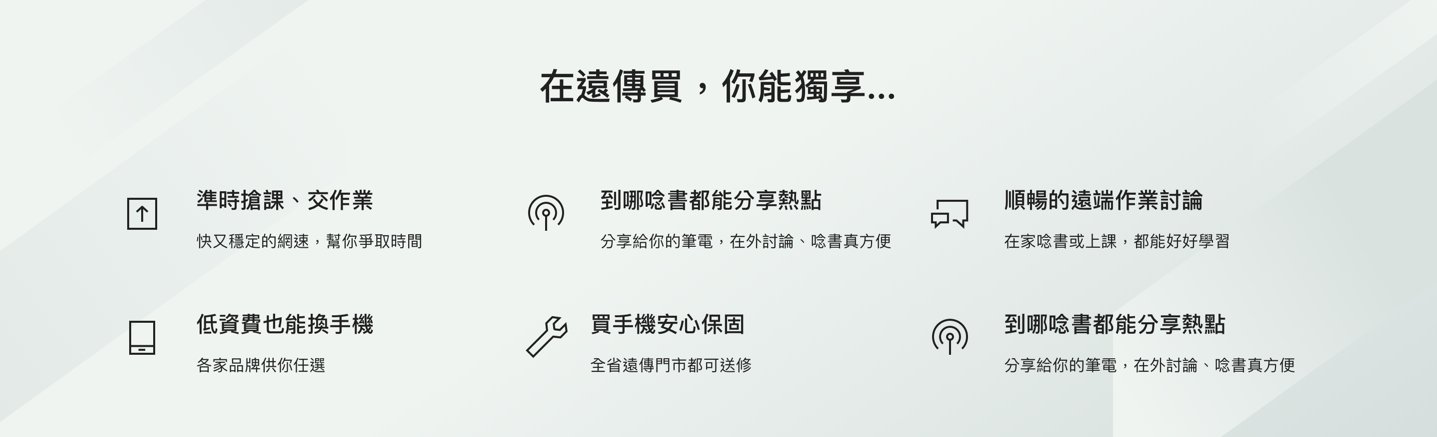 在遠傳買，你能獨享...
準時搶課、交作業
快又穩定的網速，幫你爭取時間
到哪唸書都能分享熱點
分享給你的筆電，在外討論、唸書真方便
順暢的遠端作業討論
在家唸書或上課，都能好好學習
低資費也能換手機
各家品牌供你任選
買手機安心保固
全省遠傳門市都可送修
到哪唸書都能分享熱點
分享給你的筆電，在外討論、唸書真方便